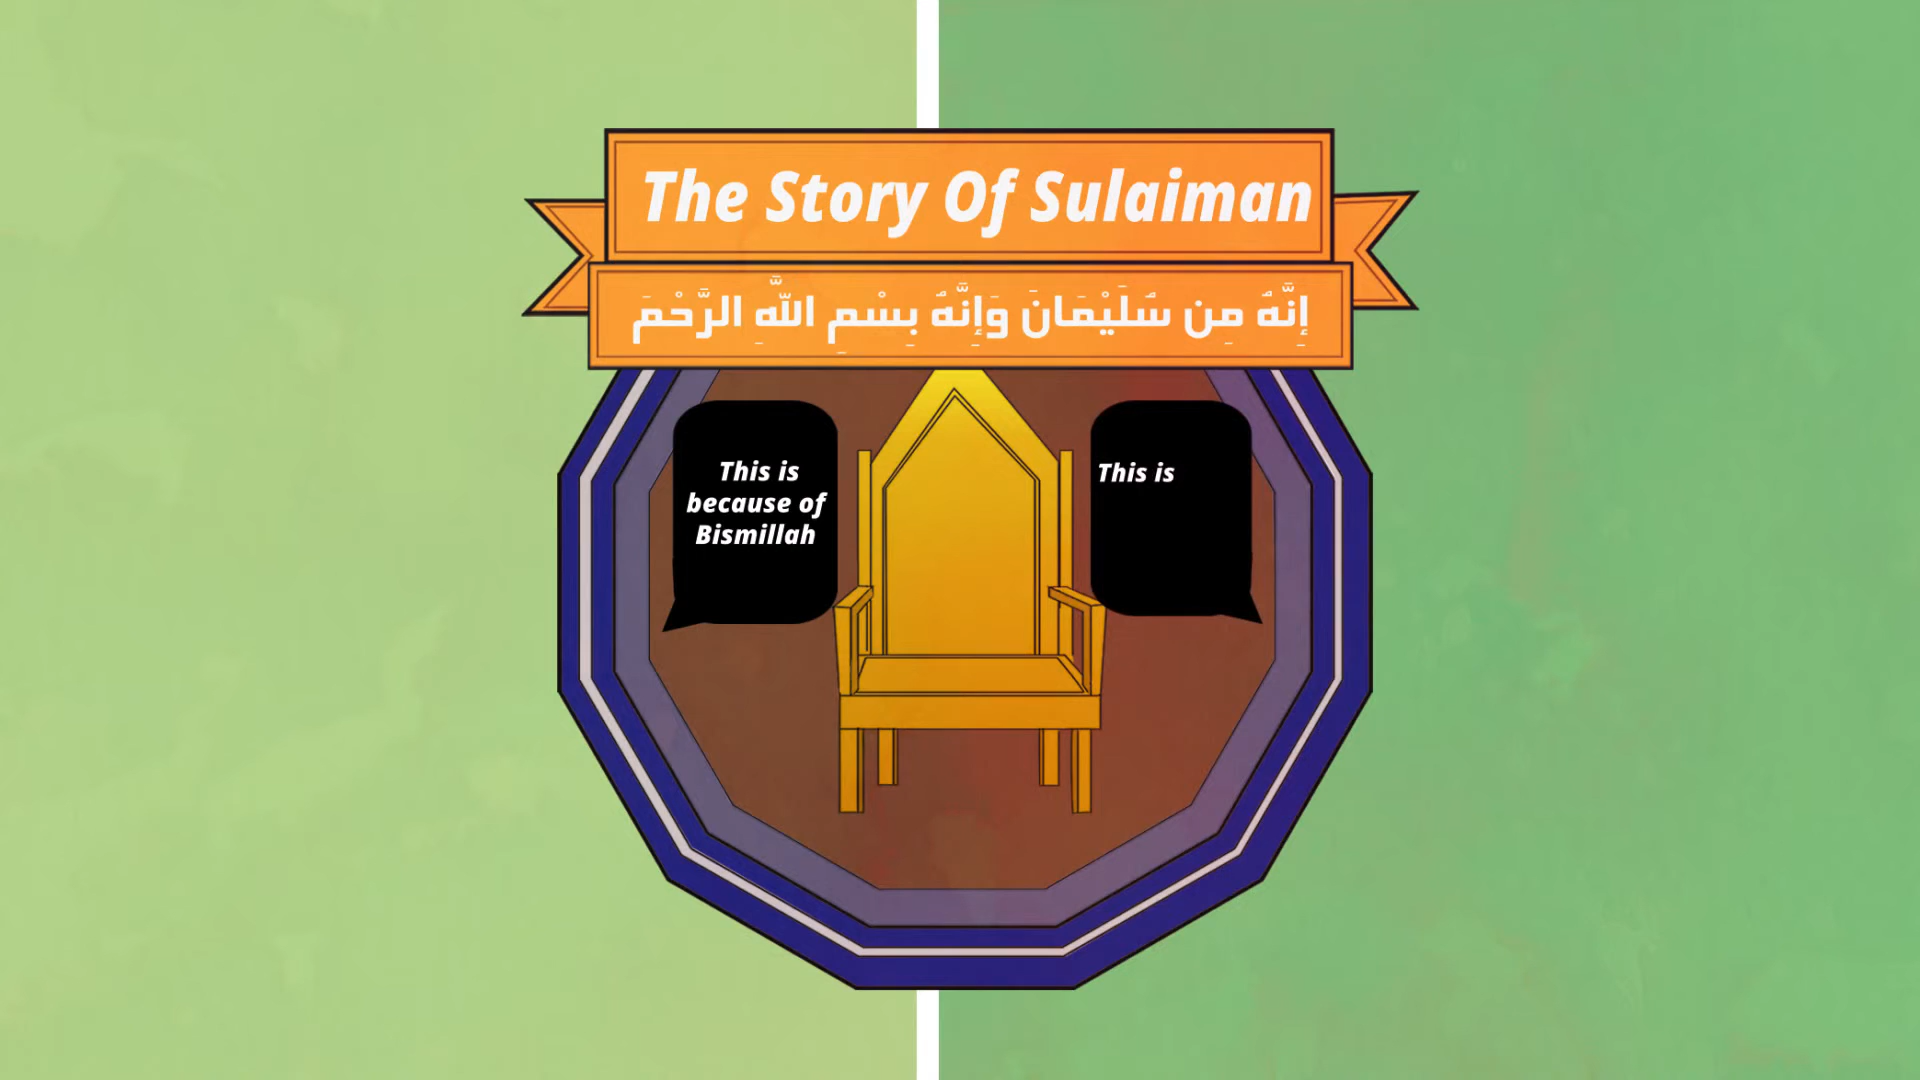 The Story Of Sulaiman
إِنَّهُ مِن سُلَيْمَانَ وَإِنَّهُ بِسْمِ اللَّهِ الرَّحْمَ
This is
because of
Bismillah
This is